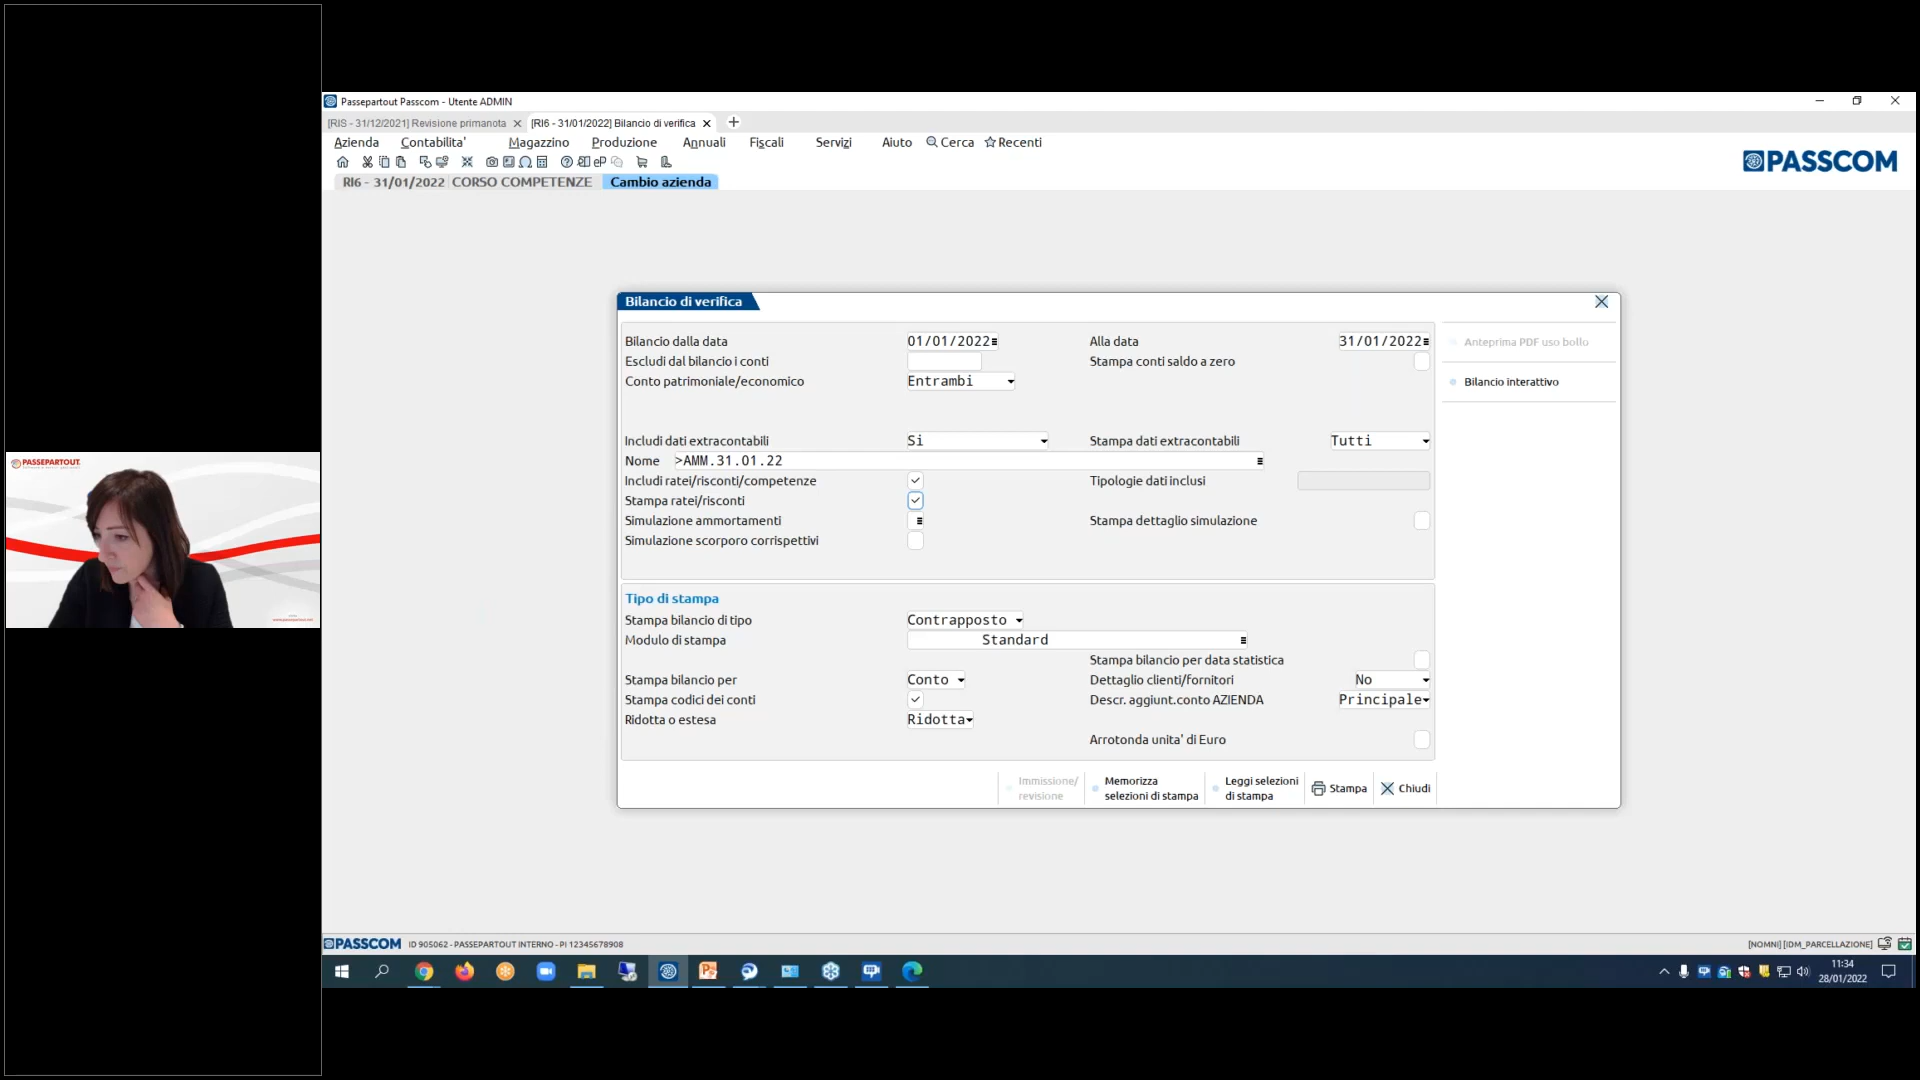 Passepartout Passcom - Utente ADMIN
[RIS - 31/12/2021] Revisione primanota
[RI6 - 31/01/2022] Bilancio di verifica
Azienda Contabilita' Magazzino Produzione Annuali Fiscali Servizi Aiuto Cerca Recenti
PASSCOM
RI6 - 31/01/2022 CORSO COMPETENZE Cambio azienda
Bilancio di verifica
Bilancio dalla data 01/01/2022 Alla data 31/01/2022
Anteprima PDF uso bollo
Escludi dal bilancio i conti Stampa conti saldo a zero
Conto patrimoniale/economico Entrambi
Bilancio interattivo
Includi dati extracontabili Si Stampa dati extracontabili Tutti
Nome >AMM.31.01.22
PASSEPARTOUT
Includi ratei/risconti/competenze Tipologie dati inclusi
Stampa ratei/risconti
Simulazione ammortamenti Stampa dettaglio simulazione
Simulazione scorporo corrispettivi
Tipo di stampa
Stampa bilancio di tipo Contrapposto
Modulo di stampa Standard
Stampa bilancio per data statistica
Stampa bilancio per Conto Dettaglio clienti/fornitori No
Stampa codici dei conti Descr. aggiunt.conto AZIENDA Principale
Ridotta o estesa Ridotta
Arrotonda unita' di Euro
Immissione/
revisione
Memorizza
selezioni di stampa
Leggi selezioni
di stampa
Stampa
Chiudi
PASSCOM ID 905062 - PASSEPARTOUT INTERNO - PI 12345678908
[NOMNI] [IDM_PARCELLAZIONE]
11:34
28/01/2022